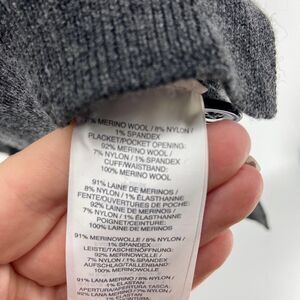 MERINO WOOL / 8% NYLON /
1% SPANDEX
PLACKET/POCKET OPENING:
92% MERINO WOOL /
7% NYLON / 1% SPANDEX
CUFF/WAISTBAND:
100% MERINO WOOL
91% LAINE DE MERINOS /
8% NYLON / 1% ÉLASTHANNE
FENTE/OUVERTURES DE POCHE:
92% LAINE DE MERINOS /
7% NYLON / 1% ÉLASTHANNE
POIGNET/CEINTURE:
100% LAINE DE MERINOS
91% MERINOWOLLE / 8% NYLON /
1% SPANDEX
LEISTE/TASCHENÖFFNUNG:
92% MERINOWOLLE /
7% NYLON / 1% SPANDEX
AUFSCHLAG/TAILLENBAND:
100% MERINOWOLLE
91% LANA MERINO / 8% NYLON /
1% ELASTAN
APERTURA/APERTURA TASCA:
92% LANA MERINO /